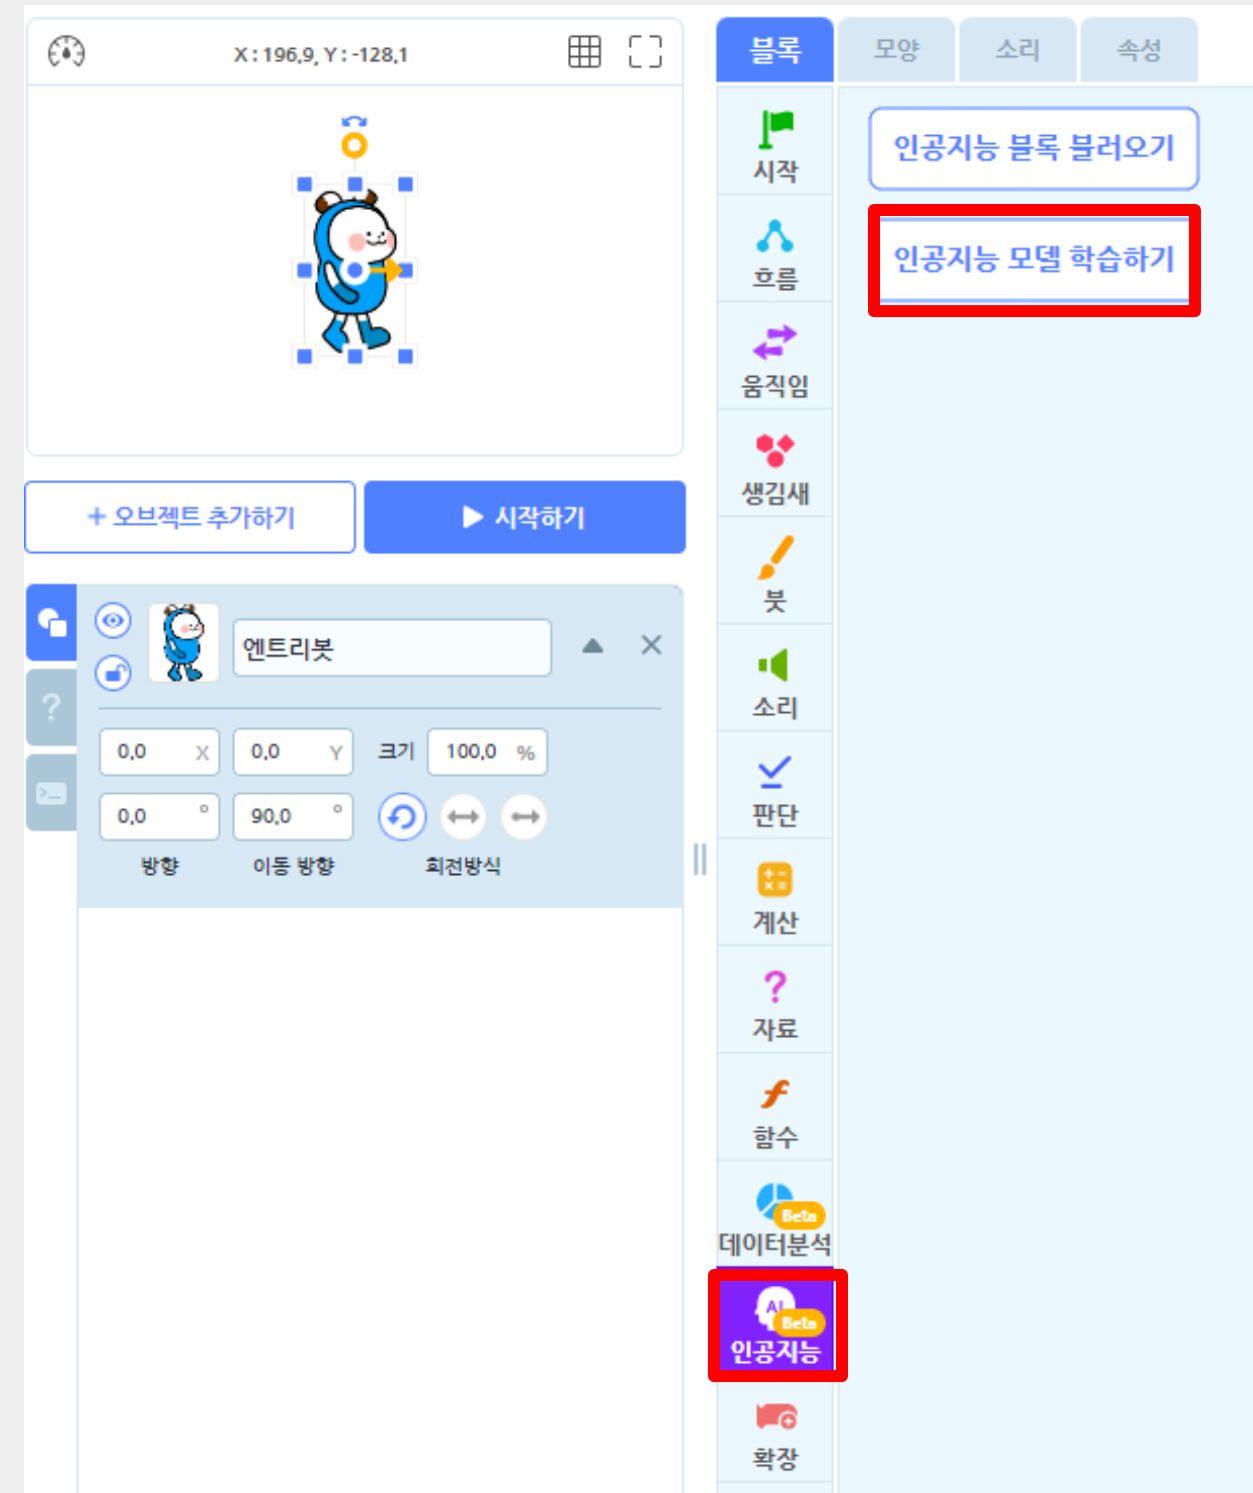 X : 196.9, Y : -128.1
+ 오브젝트 추가하기
시작하기
엔트리봇
0.0 X
0.0 Y
크기
100.0 %
0.0 °
90.0 °
방향
이동 방향
회전방식
블록
모양
소리
속성
시작
흐름
움직임
생김새
붓
소리
판단
계산
?
자료
f
함수
Beta
데이터분석
AI
Beta
인공지능
확장
인공지능 블록 불러오기
인공지능 모델 학습하기